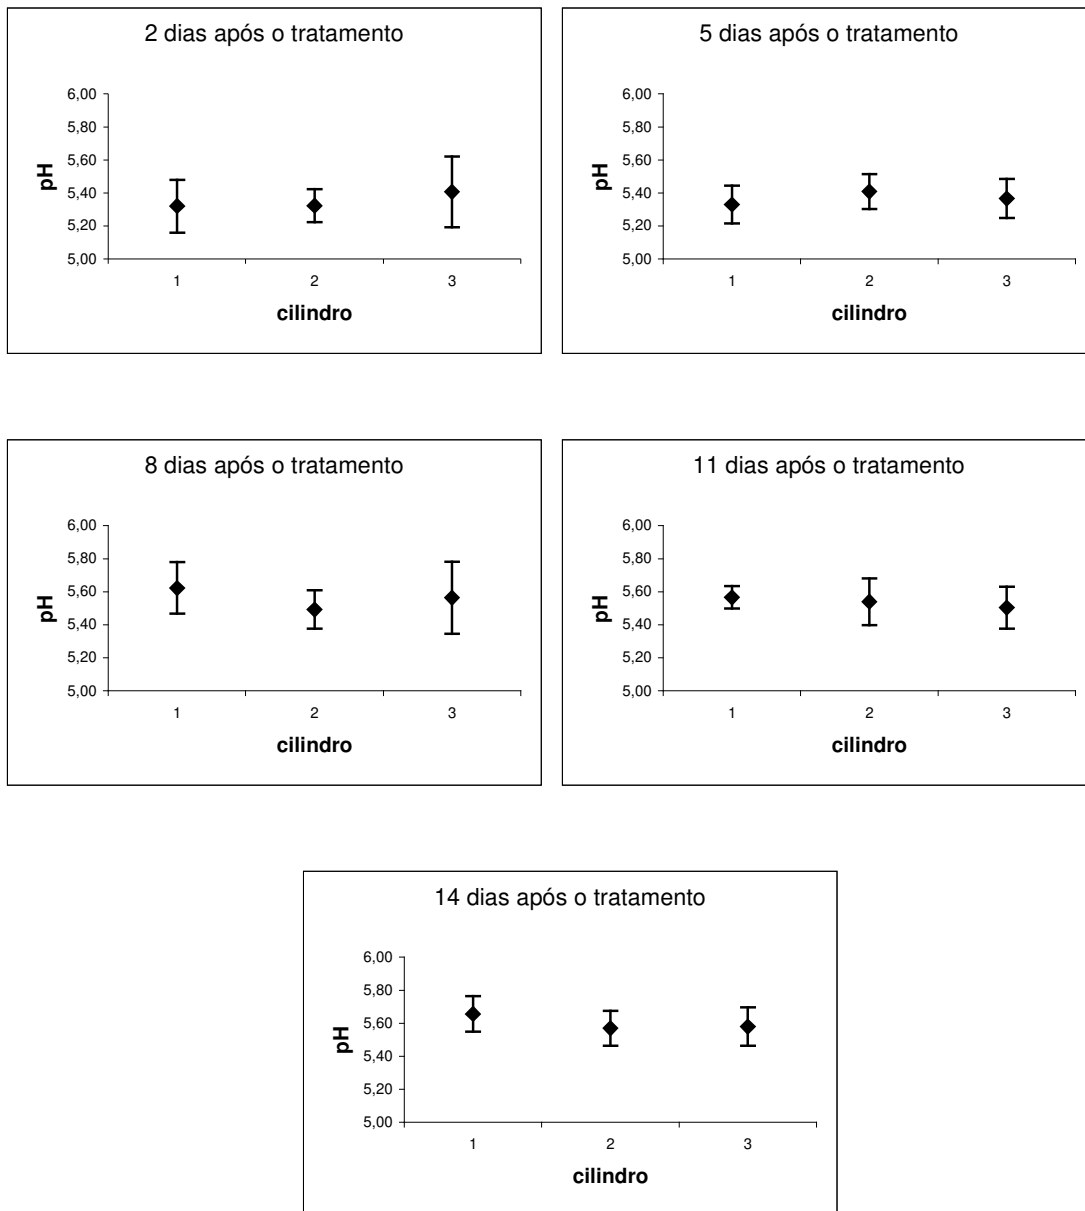 2 dias após o tratamento
6,00
5,80
5,60
5,40
5,20
5,00
pH
1 2 3
cilindro
5 dias após o tratamento
6,00
5,80
5,60
5,40
5,20
5,00
pH
1 2 3
cilindro
8 dias após o tratamento
6,00
5,80
5,60
5,40
5,20
5,00
pH
1 2 3
cilindro
11 dias após o tratamento
6,00
5,80
5,60
5,40
5,20
5,00
pH
1 2 3
cilindro
14 dias após o tratamento
6,00
5,80
5,60
5,40
5,20
5,00
pH
1 2 3
cilindro